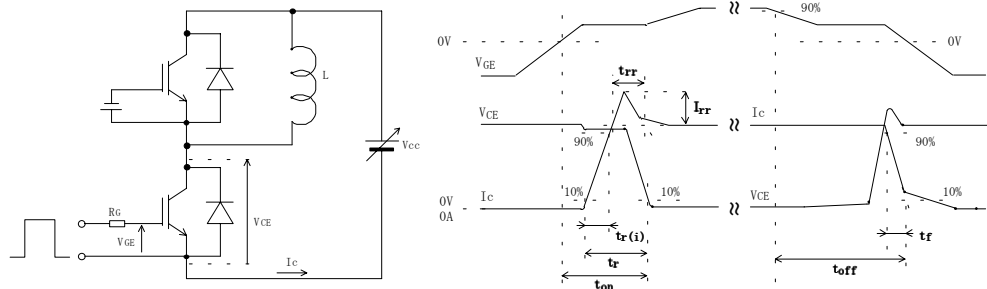 L
Vcc
RG
VGE
VCE
Ic
0V
90%
0V
VGE
trr
Irr
VCE
Ic
90%
90%
Ic
10%
10%
VCE
10%
0V
0A
tr(i)
tr
ton
tf
toff